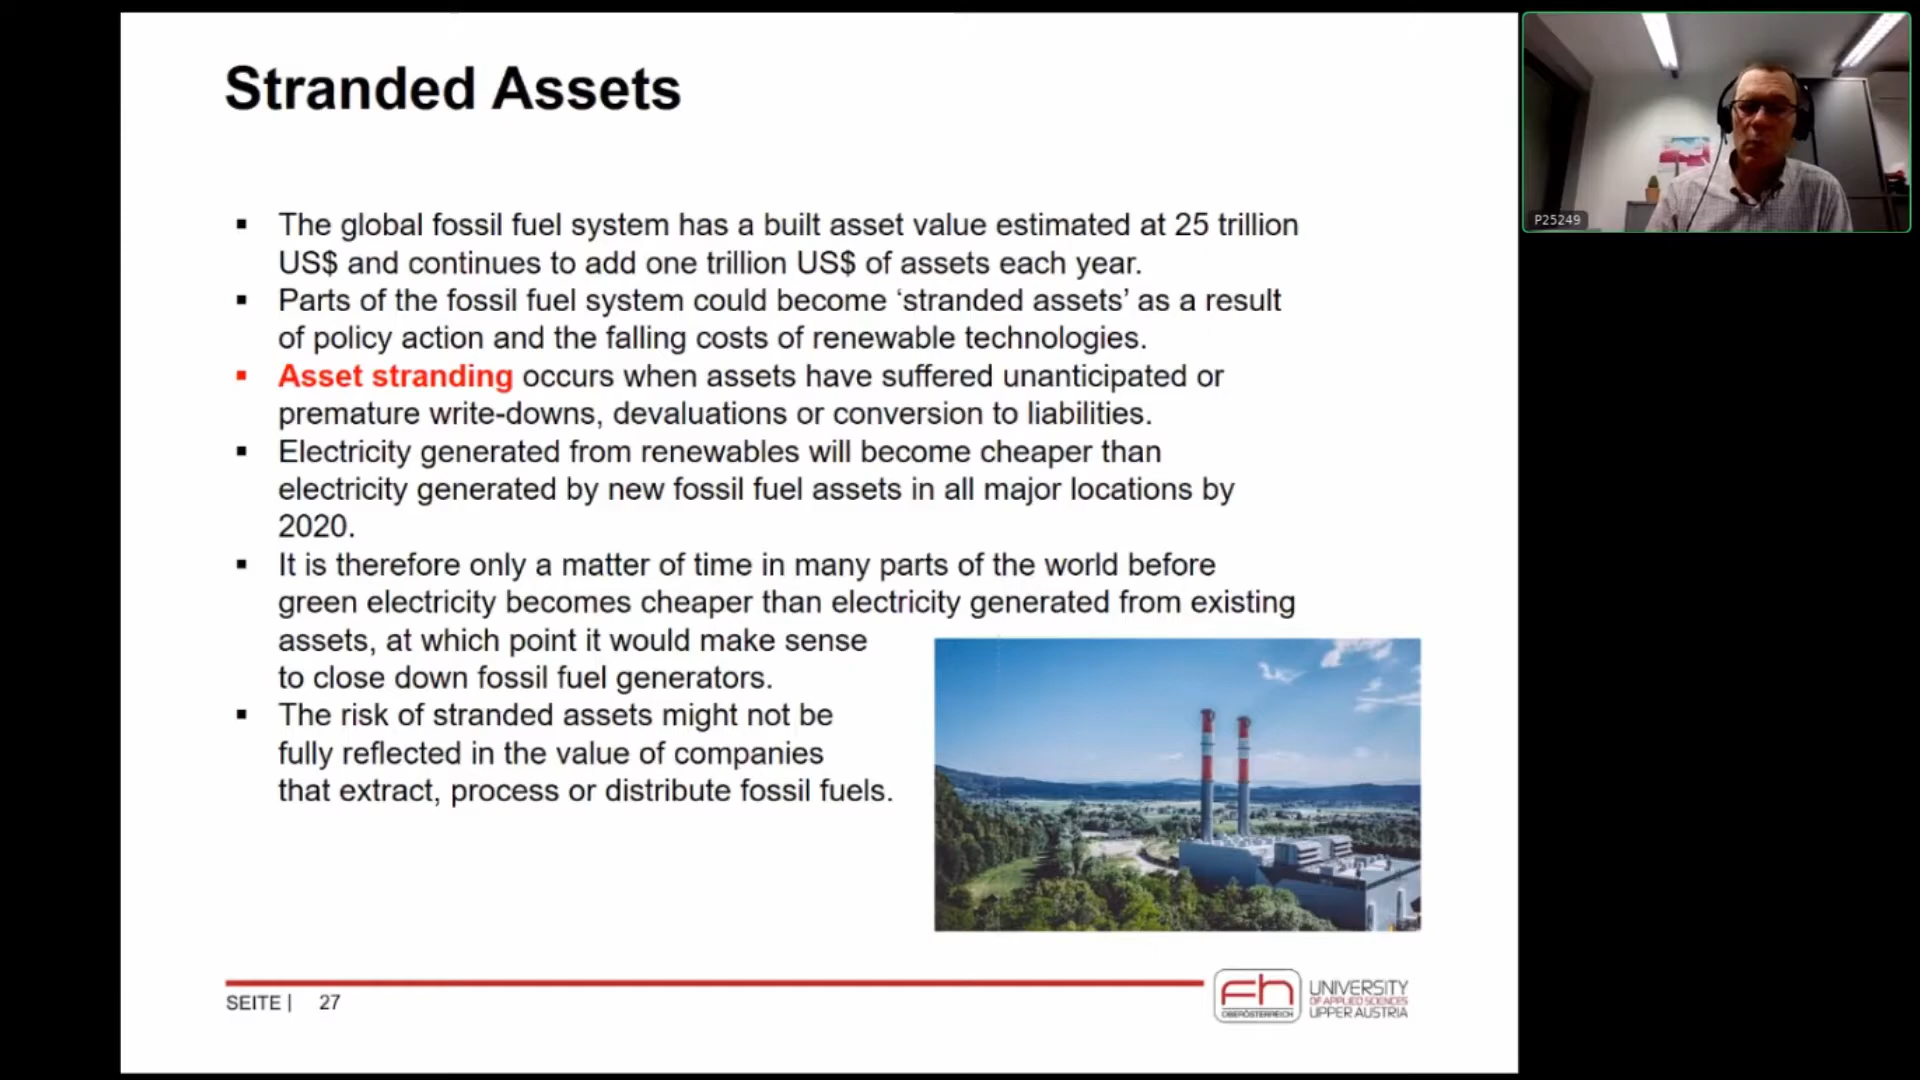 Stranded Assets
▪ The global fossil fuel system has a built asset value estimated at 25 trillion
US$ and continues to add one trillion US$ of assets each year.
▪ Parts of the fossil fuel system could become ‘stranded assets’ as a result
of policy action and the falling costs of renewable technologies.
▪ Asset stranding occurs when assets have suffered unanticipated or
premature write-downs, devaluations or conversion to liabilities.
▪ Electricity generated from renewables will become cheaper than
electricity generated by new fossil fuel assets in all major locations by
2020.
▪ It is therefore only a matter of time in many parts of the world before
green electricity becomes cheaper than electricity generated from existing
assets, at which point it would make sense
to close down fossil fuel generators.
▪ The risk of stranded assets might not be
fully reflected in the value of companies
that extract, process or distribute fossil fuels.
SEITE | 27
fh
OBERÖSTERREICH
UNIVERSITY
OF APPLIED SCIENCES
UPPER AUSTRIA
P25249